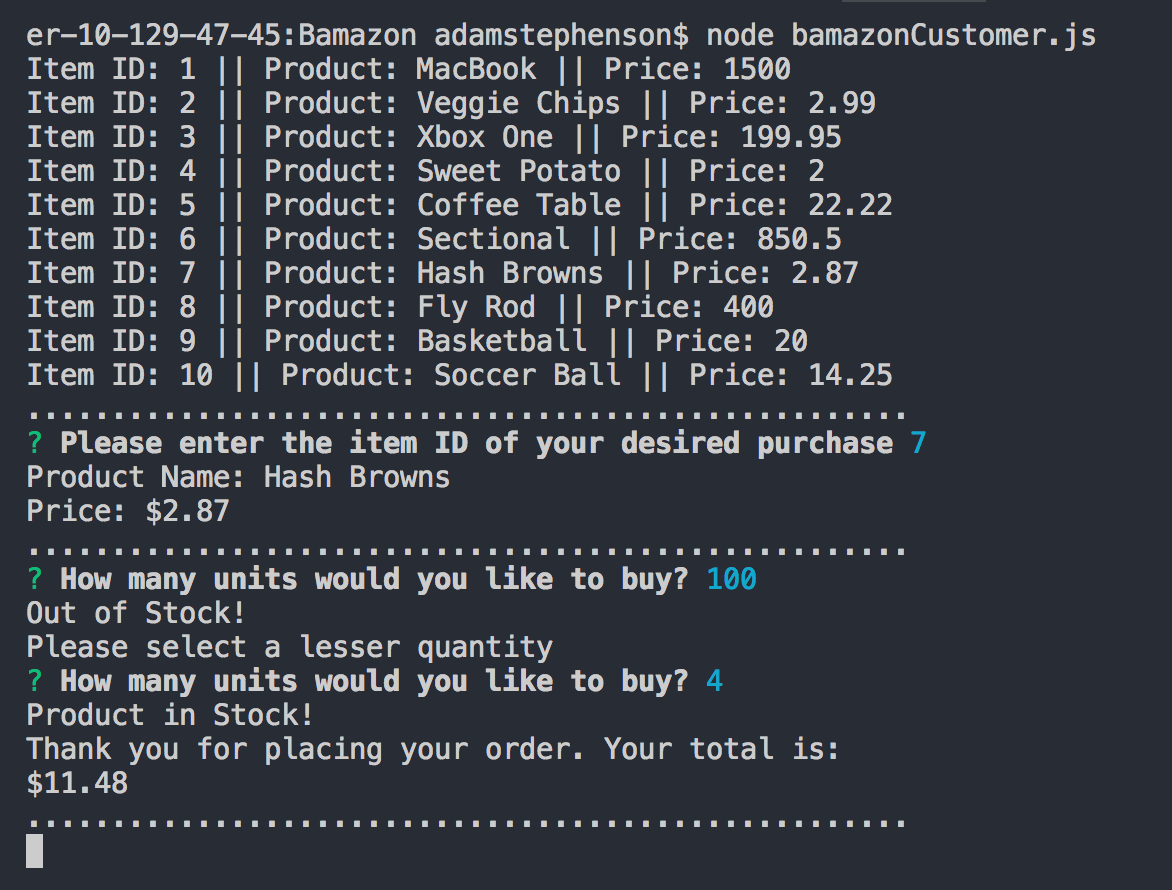 er-10-129-47-45:Bamazon adamstephenson$ node bamazonCustomer.js
Item ID: 1 || Product: MacBook || Price: 1500
Item ID: 2 || Product: Veggie Chips || Price: 2.99
Item ID: 3 || Product: Xbox One || Price: 199.95
Item ID: 4 || Product: Sweet Potato || Price: 2
Item ID: 5 || Product: Coffee Table || Price: 22.22
Item ID: 6 || Product: Sectional || Price: 850.5
Item ID: 7 || Product: Hash Browns || Price: 2.87
Item ID: 8 || Product: Fly Rod || Price: 400
Item ID: 9 || Product: Basketball || Price: 20
Item ID: 10 || Product: Soccer Ball || Price: 14.25
....................................................
? Please enter the item ID of your desired purchase 7
Product Name: Hash Browns
Price: $2.87
....................................................
? How many units would you like to buy? 100
Out of Stock!
Please select a lesser quantity
? How many units would you like to buy? 4
Product in Stock!
Thank you for placing your order. Your total is:
$11.48
....................................................